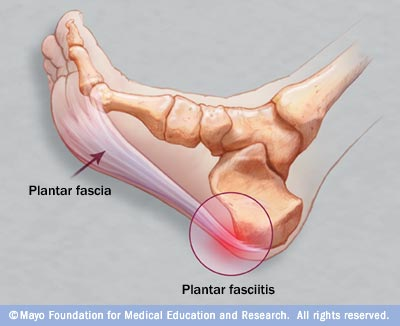 Plantar fascia
Plantar fasciitis
©Mayo Foundation for Medical Education and Research. All rights reserved.